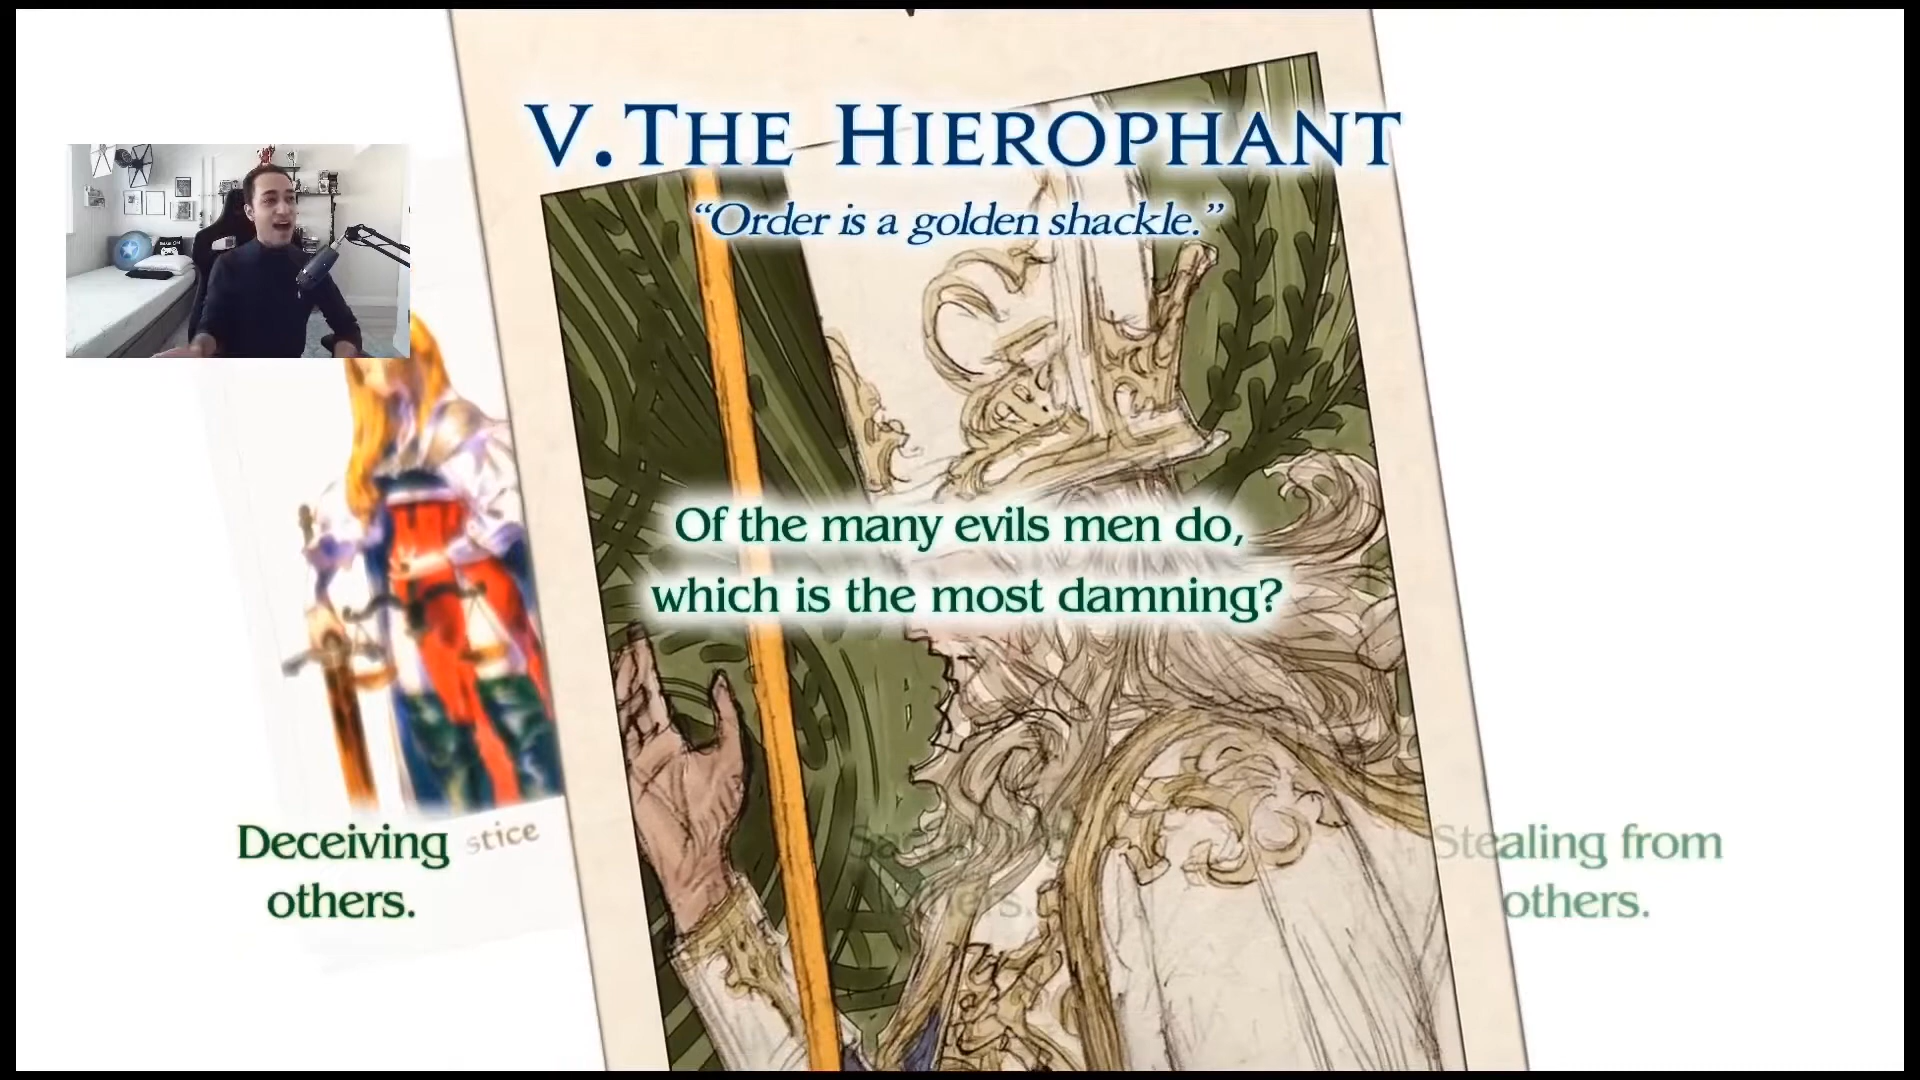 V. THE HIEROPHANT
“Order is a golden shackle.”
Of the many evils men do,
which is the most damning?
Deceiving
others.
stice
Stealing from
others.